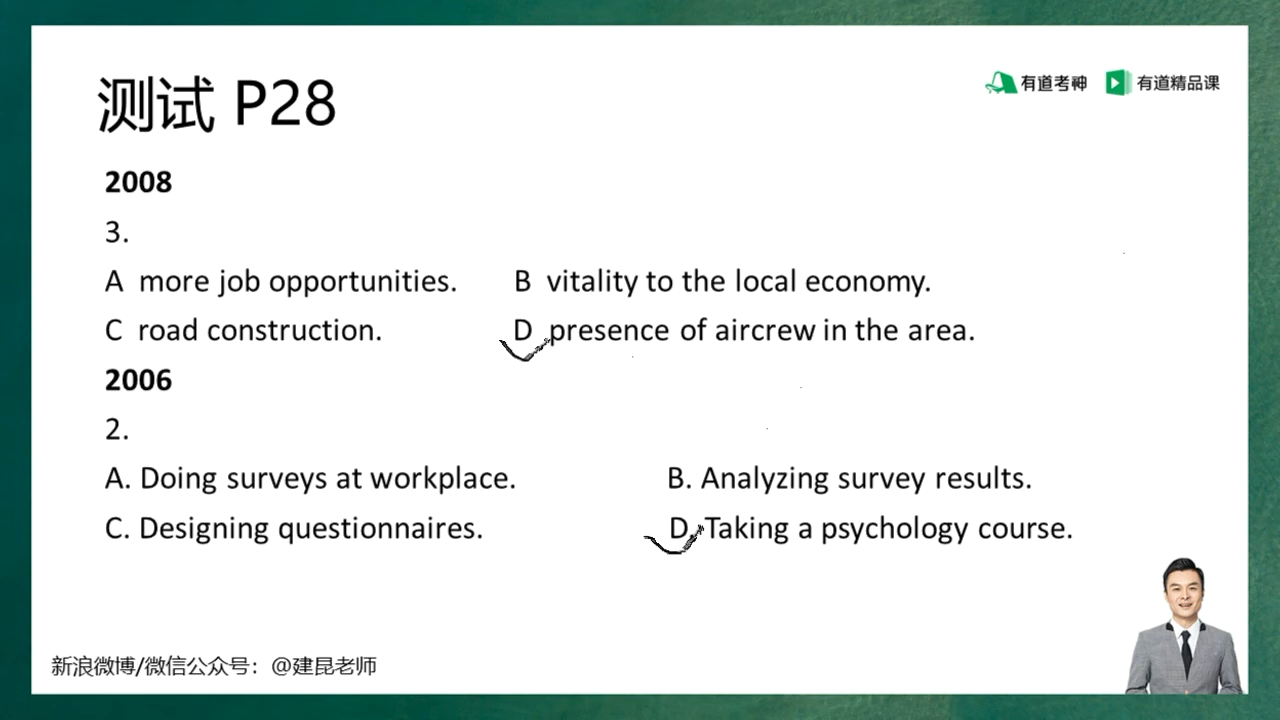 测试 P28
有道考神 有道精品课
2008
3.
A more job opportunities. B vitality to the local economy.
C road construction. D presence of aircrew in the area.
2006
2.
A. Doing surveys at workplace. B. Analyzing survey results.
C. Designing questionnaires. D. Taking a psychology course.
新浪微博/微信公众号：@建昆老师